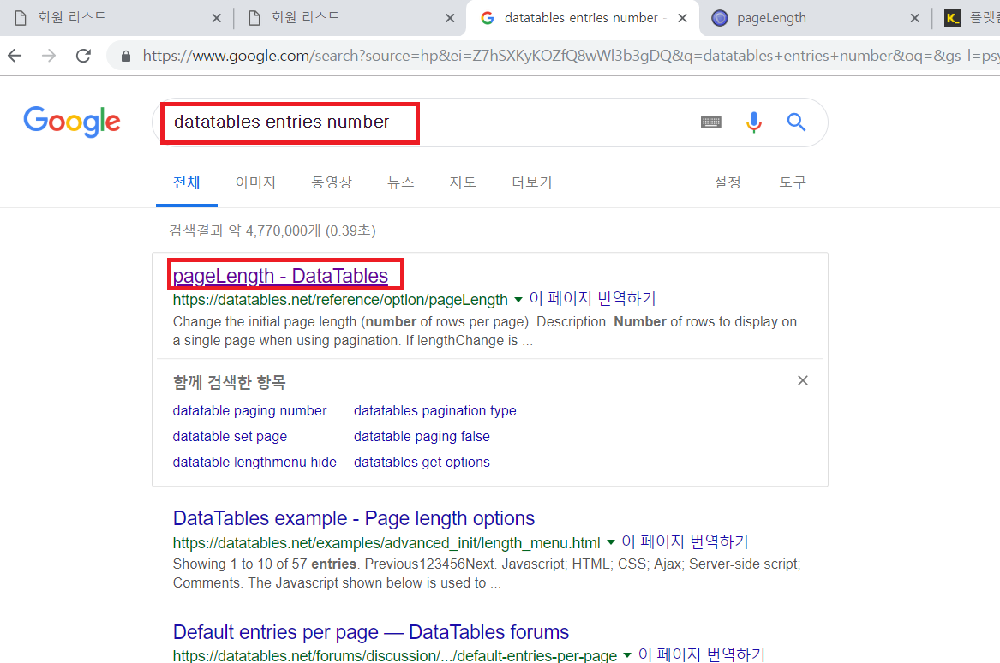 회원 리스트
회원 리스트
datatables entries number -
pageLength
K_ 플랫폼
https://www.google.com/search?source=hp&ei=Z7hSXKyKOZfQ8wWl3b3gDQ&q=datatables+entries+number&oq=&gs_l=psy
Google
datatables entries number
전체 이미지 동영상 뉴스 지도 더보기 설정 도구
검색결과 약 4,770,000개 (0.39초)
pageLength - DataTables
https://datatables.net/reference/option/pageLength ▼ 이 페이지 번역하기
Change the initial page length (number of rows per page). Description. Number of rows to display on
a single page when using pagination. If lengthChange is ...
함께 검색한 항목
datatable paging number datatables pagination type
datatable set page datatable paging false
datatable lengthmenu hide datatables get options
DataTables example - Page length options
https://datatables.net/examples/advanced_init/length_menu.html ▼ 이 페이지 번역하기
Showing 1 to 10 of 57 entries. Previous123456Next. Javascript; HTML; CSS; Ajax; Server-side script;
Comments. The Javascript shown below is used to ...
Default entries per page — DataTables forums
https://datatables.net/forums/discussion/.../default-entries-per-page ▼ 이 페이지 번역하기